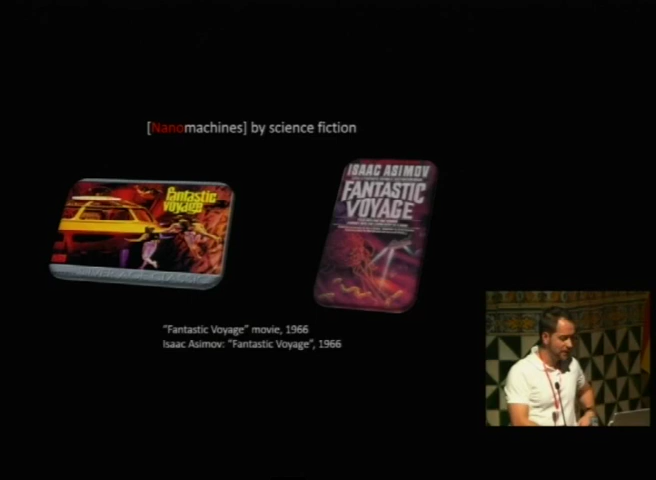 [Nanomachines] by science fiction
fantastic
voyage
ISAAC ASIMOV
FANTASTIC
VOYAGE
"Fantastic Voyage" movie, 1966
Isaac Asimov: "Fantastic Voyage", 1966